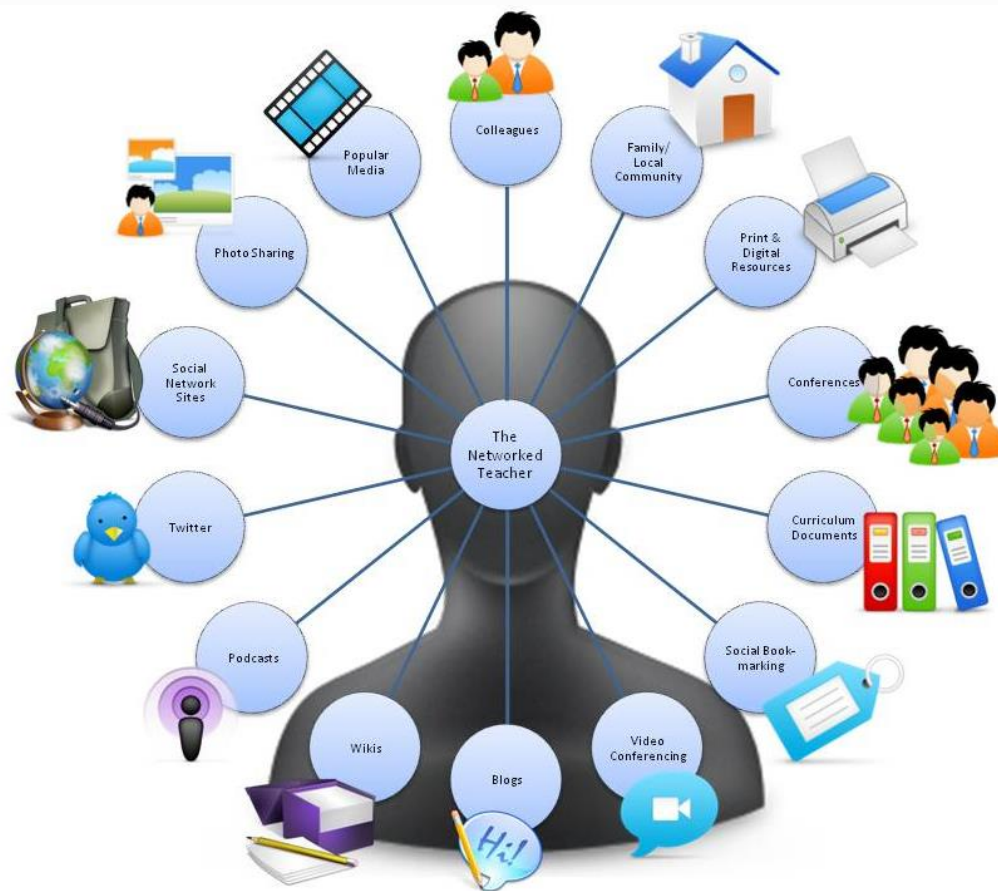 Colleagues
Family/
Local
Community
Print &
Digital
Resources
Conferences
Curriculum
Documents
Social Book-
marking
Video
Conferencing
Hi!
Blogs
Wikis
Podcasts
Twitter
Social
Network
Sites
Photo Sharing
Popular
Media
The
Networked
Teacher